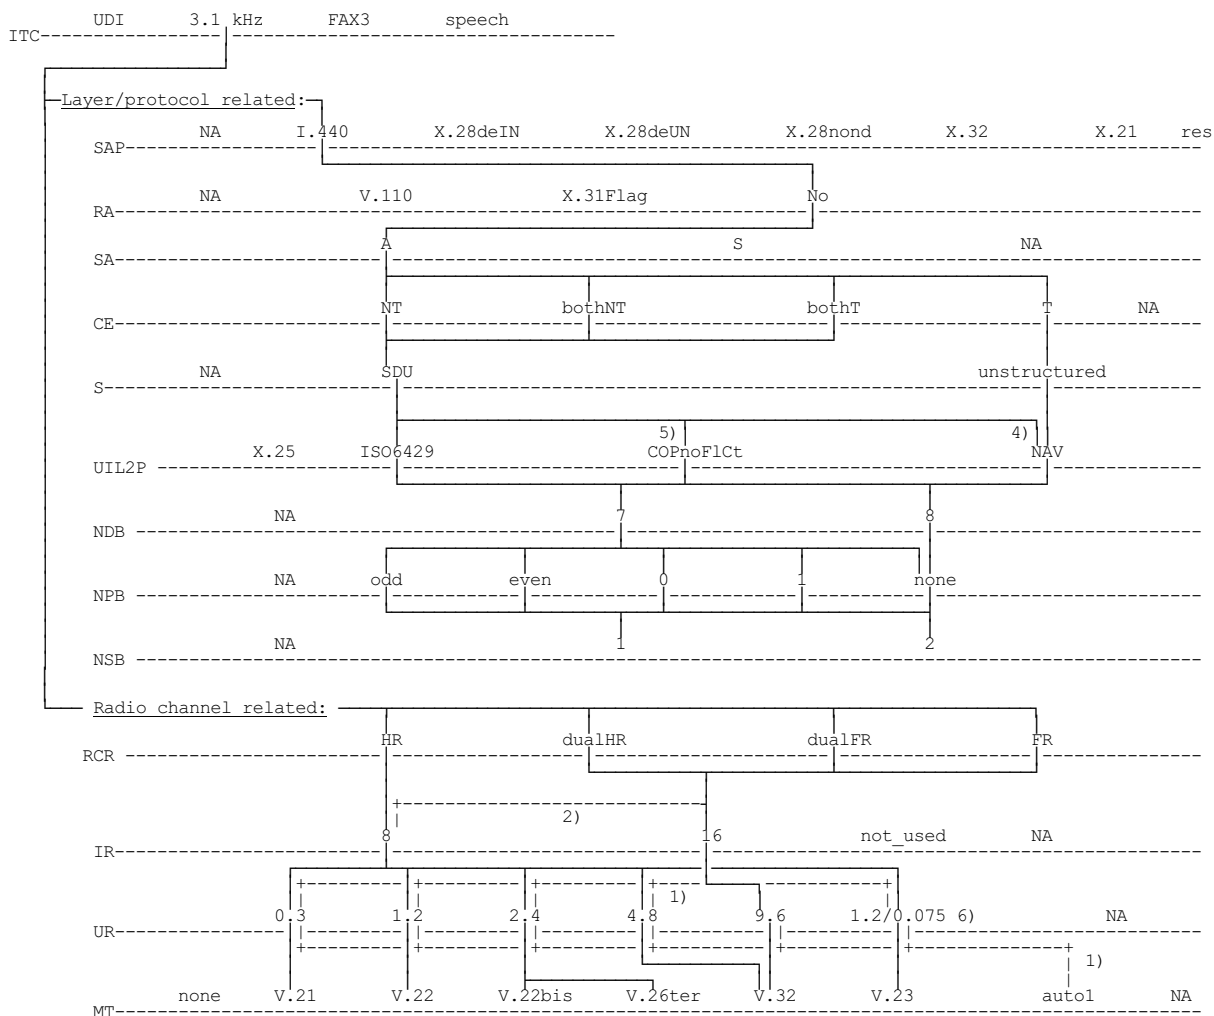 UDI 3.1 kHz FAX3 speech
ITC
Layer/protocol related:
NA I.440 X.28deIN X.28deUN X.28nond X.32 X.21 res
SAP
NA V.110 X.31Flag No
RA
A S NA
SA
NT bothNT bothT T NA
CE
NA SDU unstructured
S
5) 4)
X.25 ISO6429 COPnoFlCt NAV
UIL2P
NA 7 8
NDB
NA odd even 0 1 none
NPB
NA 1 2
NSB
Radio channel related:
HR dualHR dualFR FR
RCR
2)
8 16 not_used NA
IR
1)
0.3 1.2 2.4 4.8 9.6 1.2/0.075 6) NA
UR
1)
none V.21 V.22 V.22bis V.26ter V.32 V.23 auto1 NA
MT